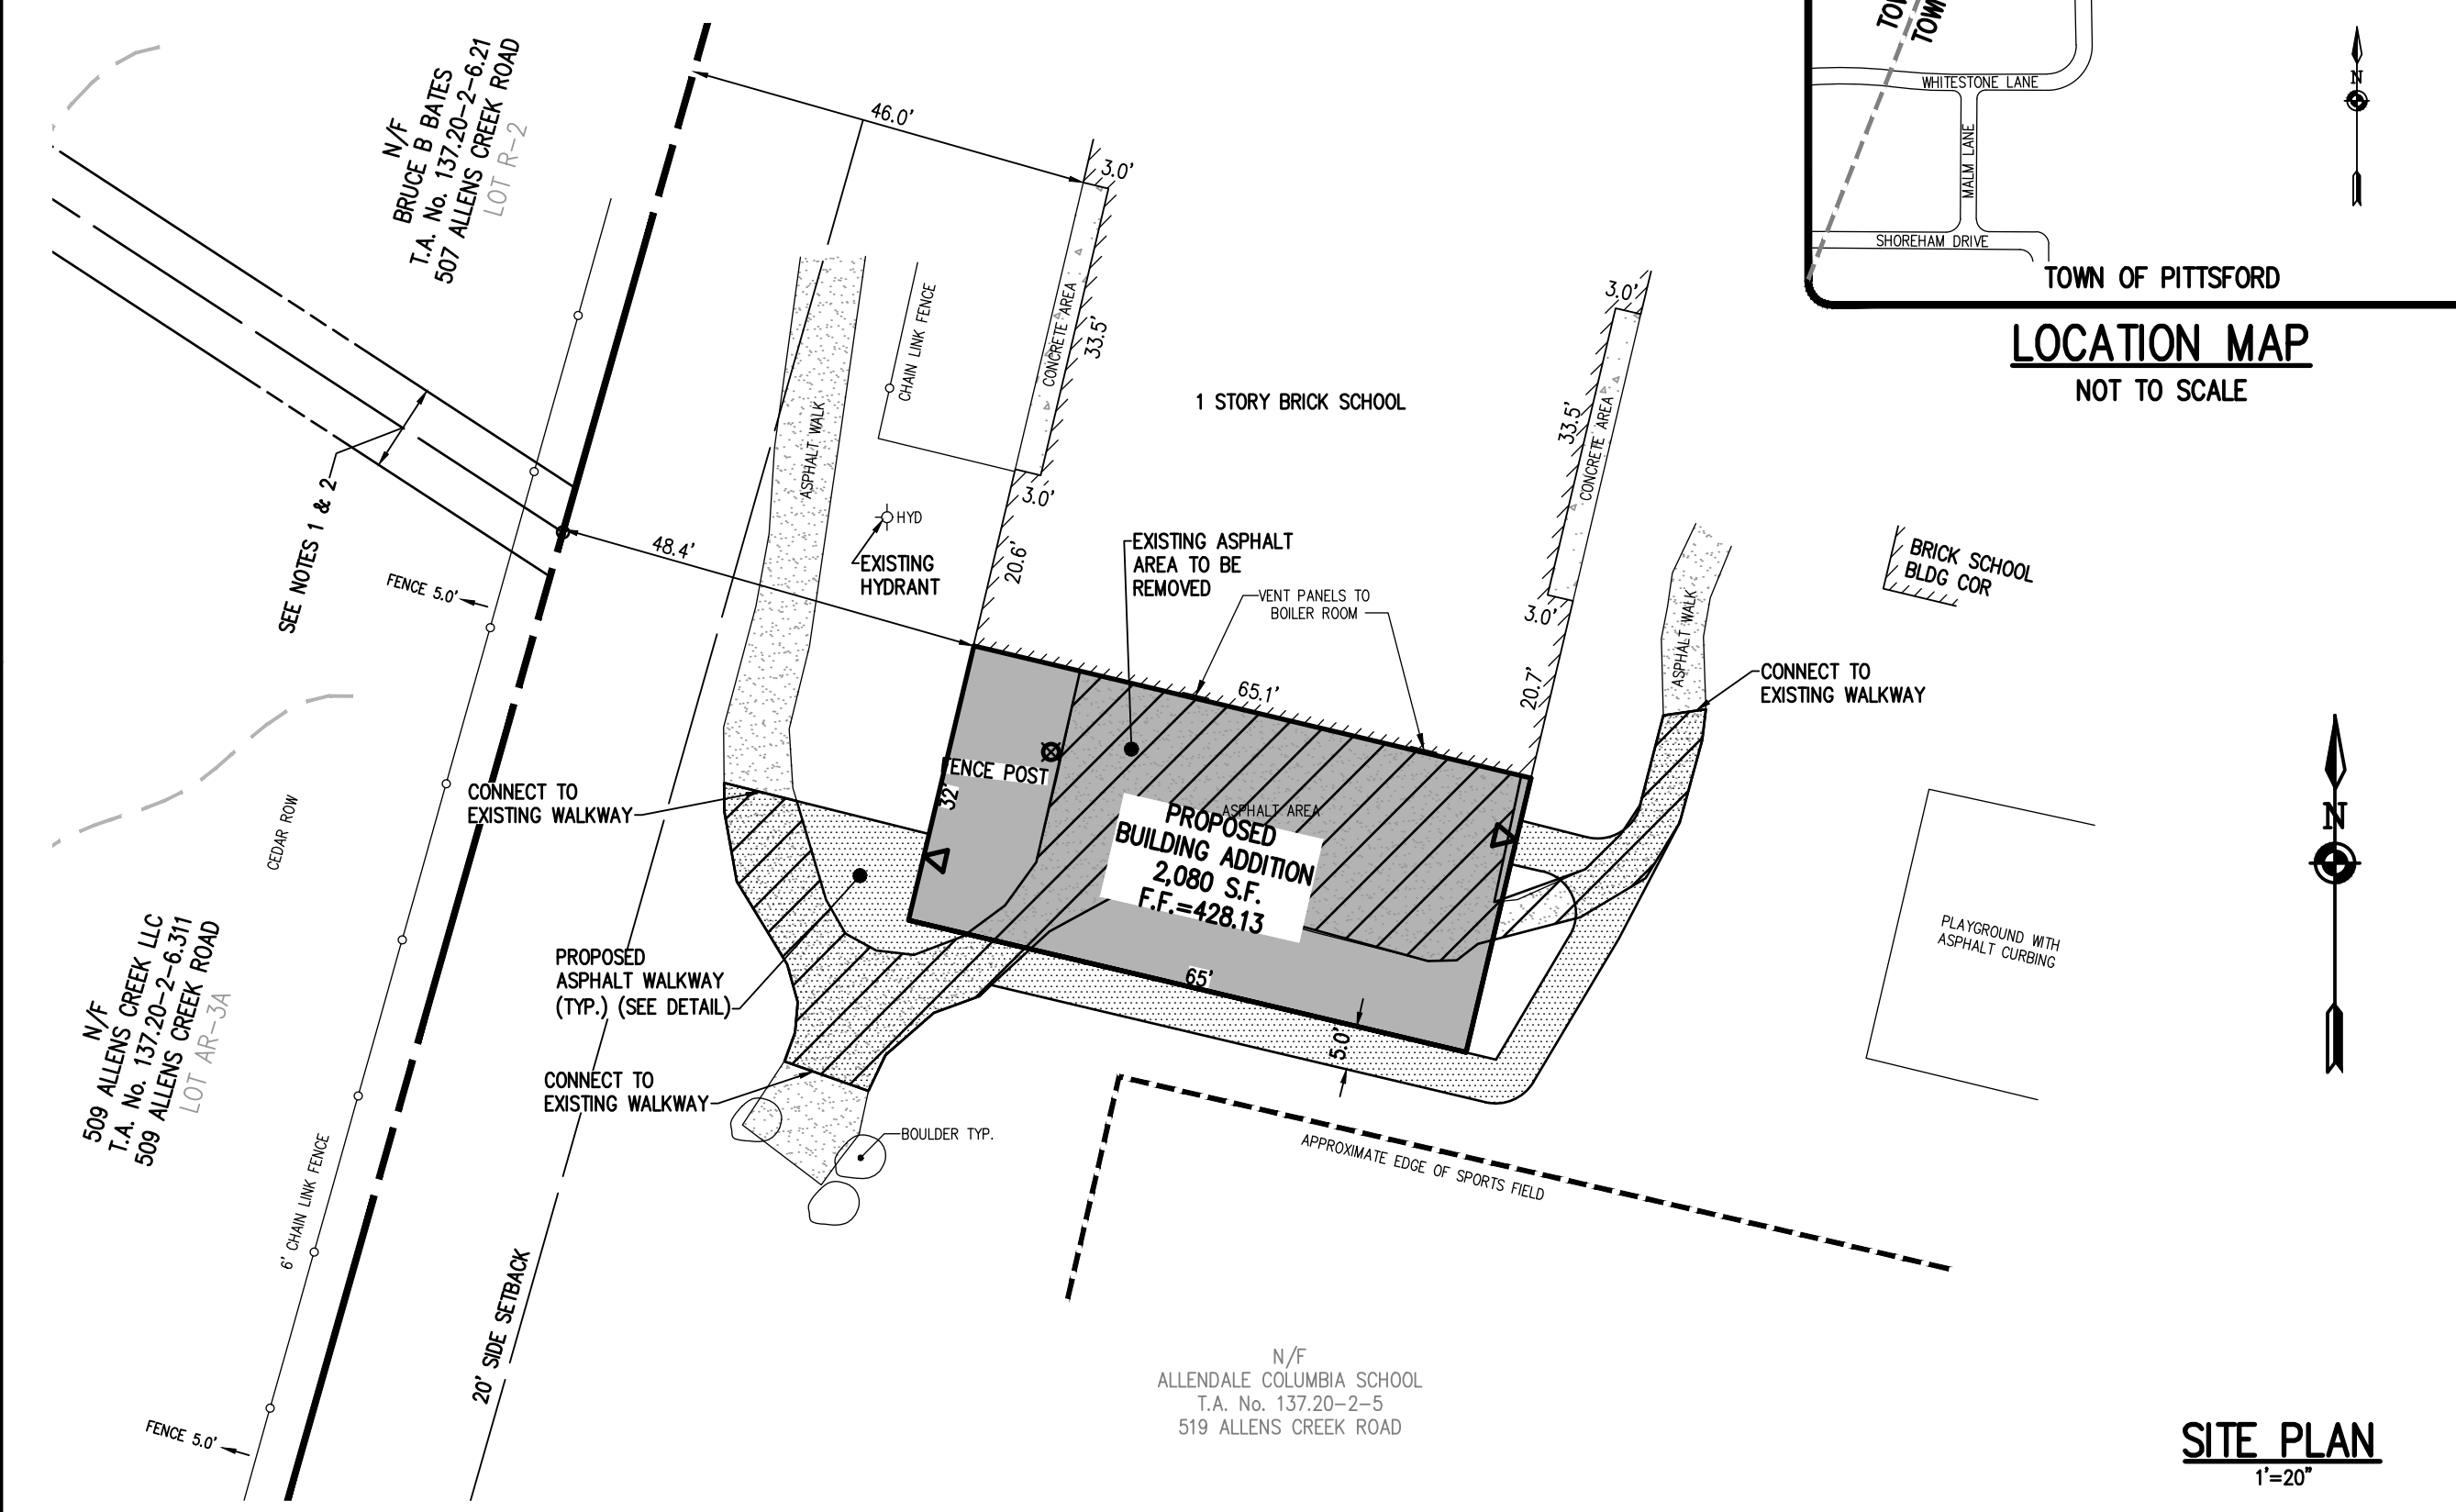 N/F
BRUCE B BATES
T.A. No. 137.20-2-6.21
507 ALLENS CREEK ROAD
LOT R-2
46.0'
3.0'
WHITESTONE LANE
MALM LANE
SHOREHAM DRIVE
TOWN OF PITTSFORD
N
LOCATION MAP
NOT TO SCALE
CHAIN LINK FENCE
CONCRETE AREA
33.5'
ASPHALT WALK
1 STORY BRICK SCHOOL
3.0'
33.5'
CONCRETE AREA
3.0'
HYD
EXISTING
HYDRANT
20.6'
48.4'
SEE NOTES 1 & 2
FENCE 5.0'
EXISTING ASPHALT
AREA TO BE
REMOVED
VENT PANELS TO
BOILER ROOM
3.0'
20.7'
ASPHALT WALK
BRICK SCHOOL
BLDG COR
CONNECT TO
EXISTING WALKWAY
65.1'
FENCE POST
32'
ASPHALT AREA
PROPOSED
BUILDING ADDITION
2,080 S.F.
F.F.=428.13
CONNECT TO
EXISTING WALKWAY
CEDAR ROW
N
PLAYGROUND WITH
ASPHALT CURBING
N/F
509 ALLENS CREEK LLC
T.A. No. 137.20-2-6.311
509 ALLENS CREEK ROAD
LOT AR-3A
PROPOSED
ASPHALT WALKWAY
(TYP.) (SEE DETAIL)
65'
5.0'
CONNECT TO
EXISTING WALKWAY
BOULDER TYP.
APPROXIMATE EDGE OF SPORTS FIELD
6' CHAIN LINK FENCE
20' SIDE SETBACK
FENCE 5.0'
N/F
ALLENDALE COLUMBIA SCHOOL
T.A. No. 137.20-2-5
519 ALLENS CREEK ROAD
SITE PLAN
1'=20"